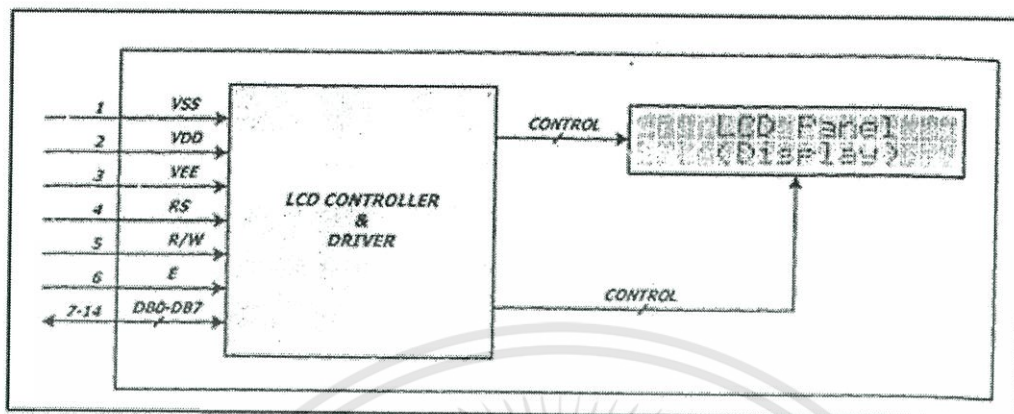 1 VSS
2 VDD
3 VEE
4 RS
5 R/W
6 E
7-14 DB0-DB7
LCD CONTROLLER
&
DRIVER
CONTROL
LCD Panel
(Display)
CONTROL